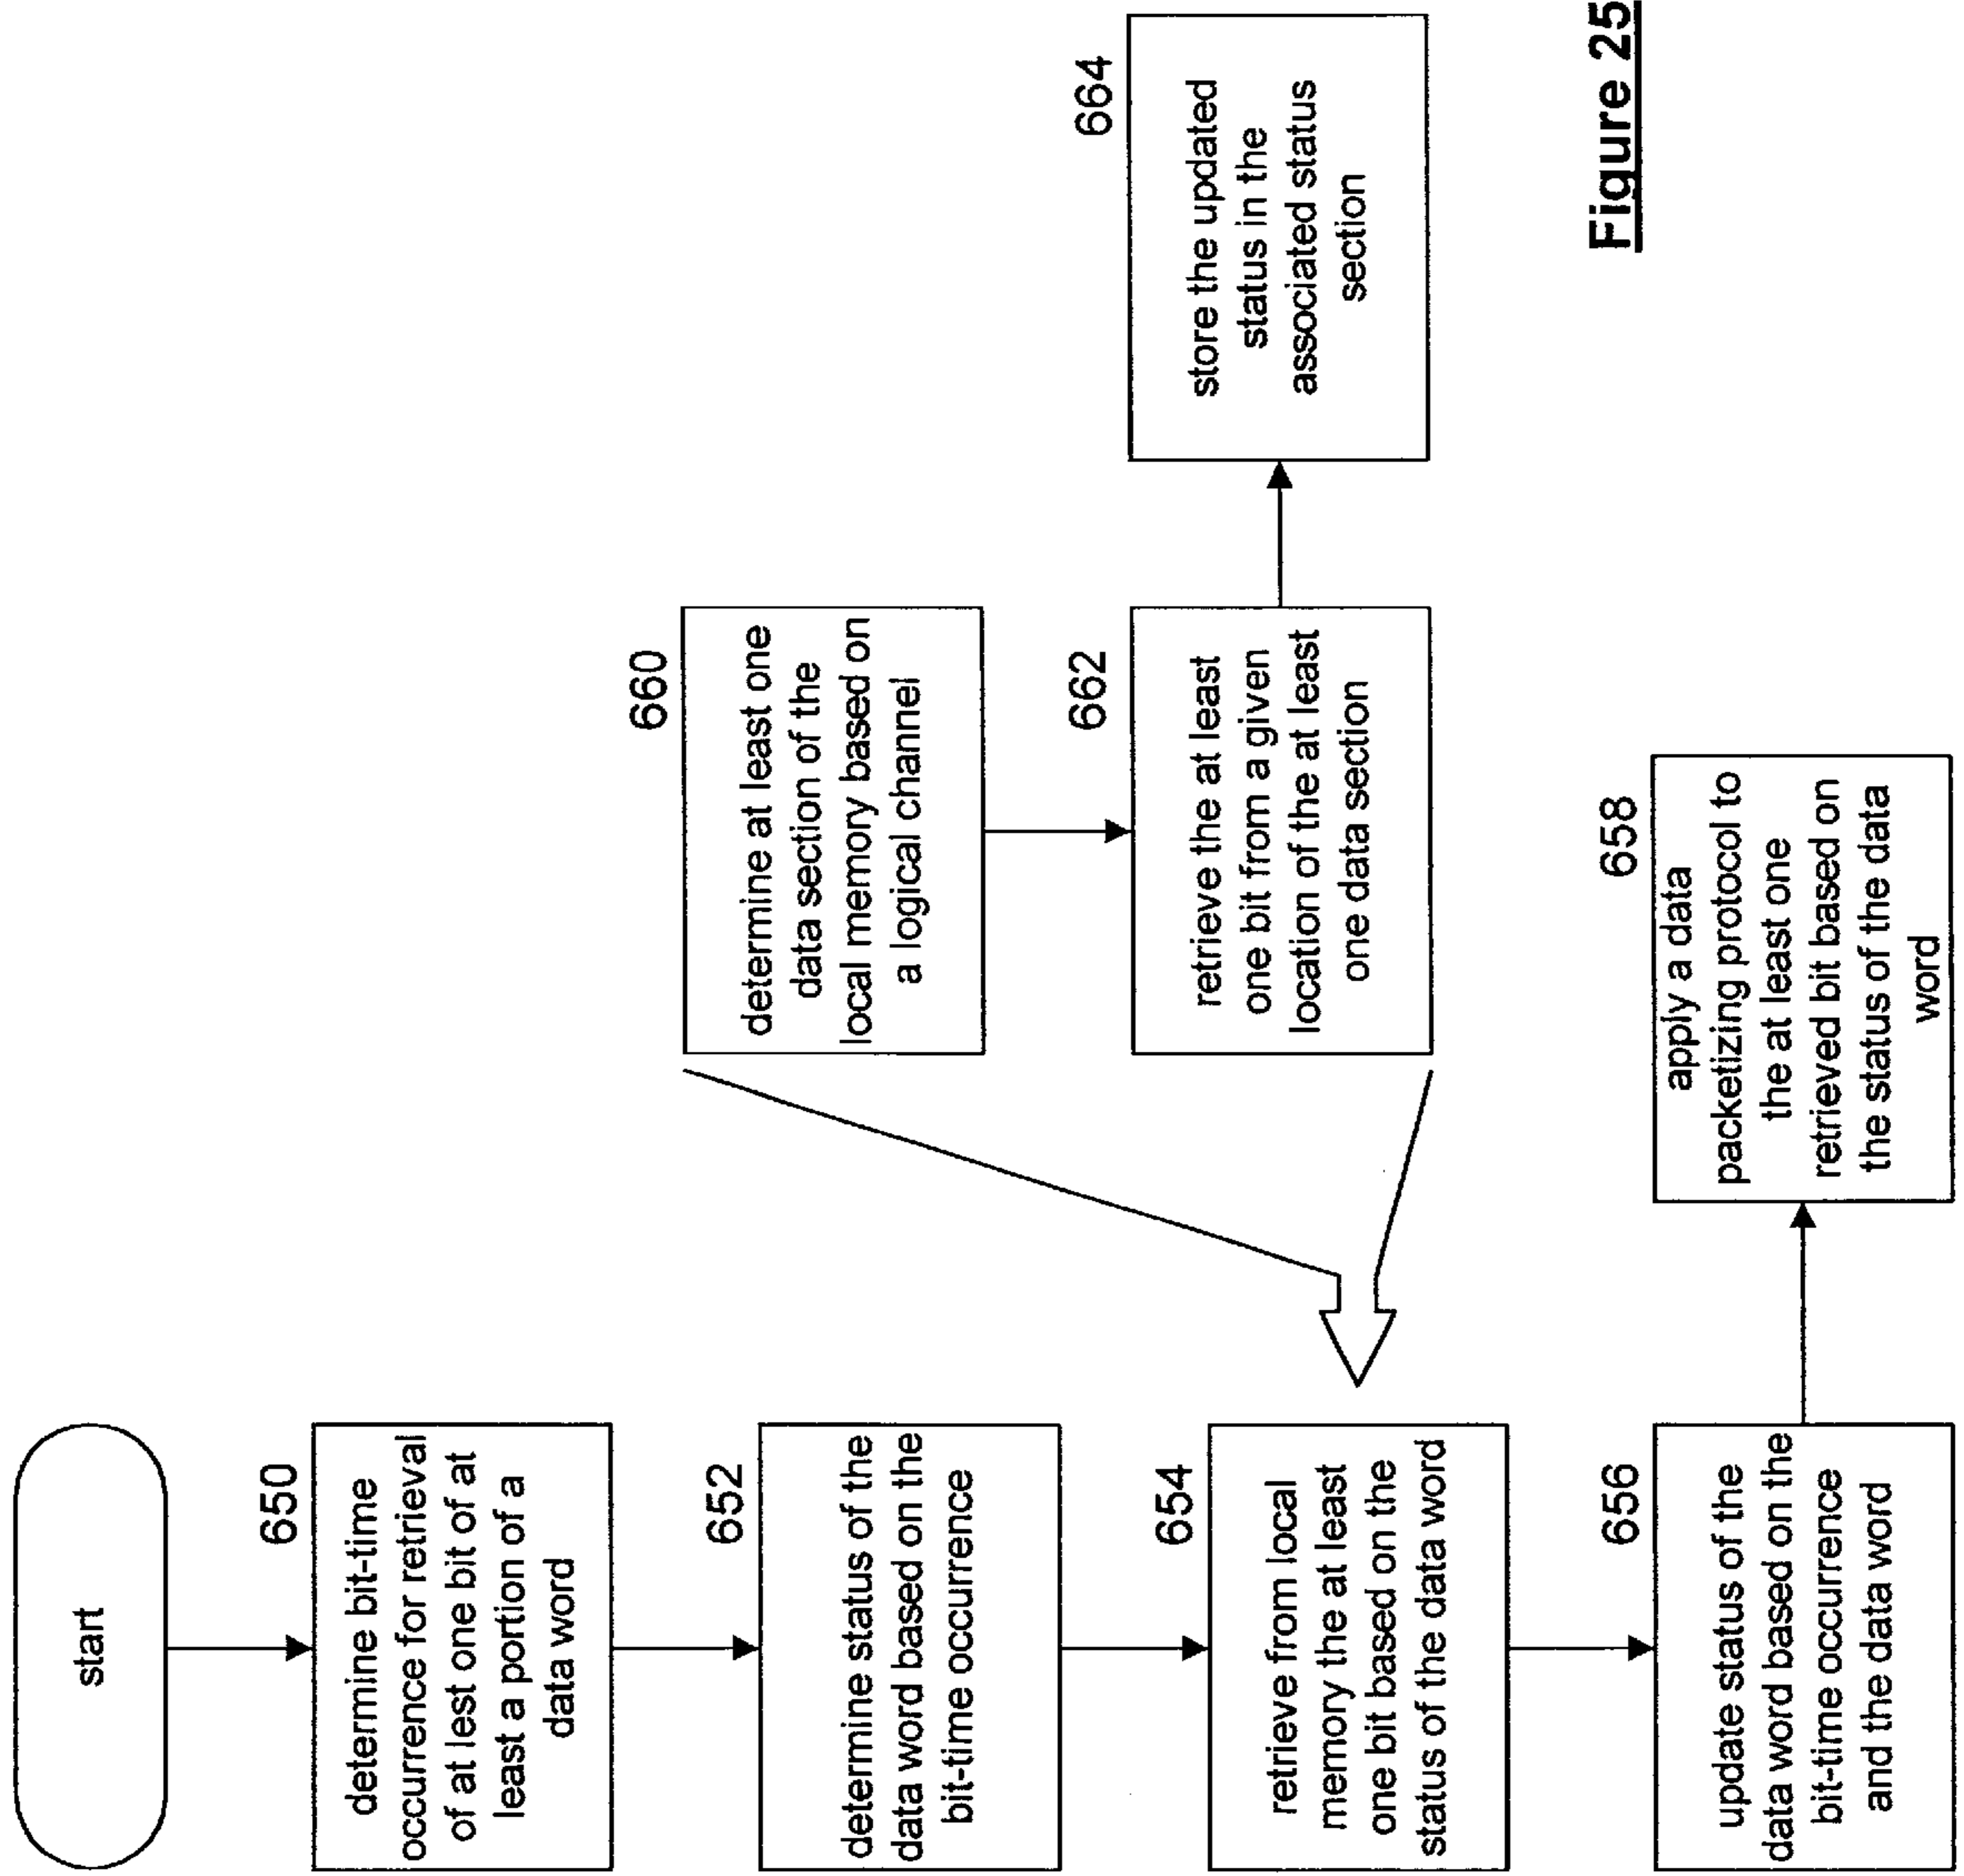 start
650
determine bit-time
occurrence for retrieval
of at lest one bit of at
least a portion of a
data word
652
determine status of the
data word based on the
bit-time occurrence
654
retrieve from local
memory the at least
one bit based on the
status of the data word
656
update status of the
data word based on the
bit-time occurrence
and the data word
658
apply a data
packetizing protocol to
the at least one
retrieved bit based on
the status of the data
word
660
determine at least one
data section of the
local memory based on
a logical channel
662
retrieve the at least
one bit from a given
location of the at least
one data section
664
store the updated
status in the
associated status
section
Figure 25